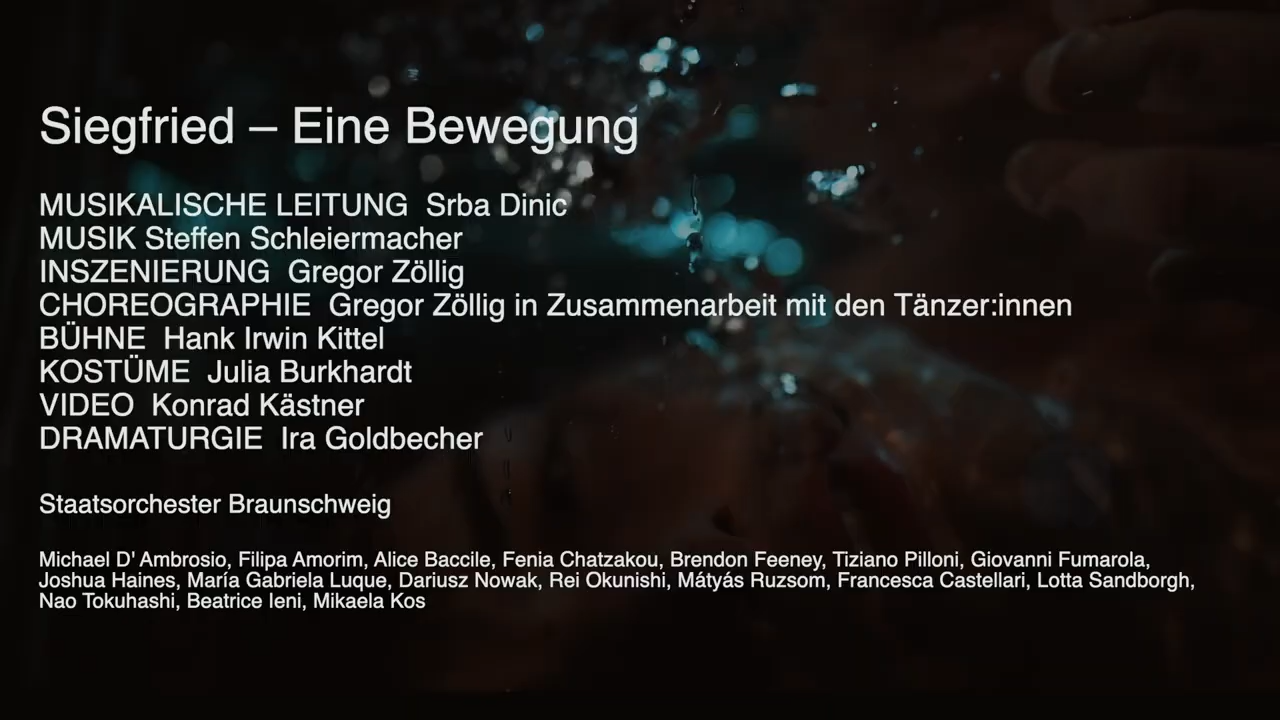 Siegfried – Eine Bewegung
MUSIKALISCHE LEITUNG Srba Dinic
MUSIK Steffen Schleiermacher
INSZENIERUNG Gregor Zöllig
CHOREOGRAPHIE Gregor Zöllig in Zusammenarbeit mit den Tänzer:innen
BÜHNE Hank Irwin Kittel
KOSTÜME Julia Burkhardt
VIDEO Konrad Kästner
DRAMATURGIE Ira Goldbecher
Staatsorchester Braunschweig
Michael D' Ambrosio, Filipa Amorim, Alice Baccile, Fenia Chatzakou, Brendon Feeney, Tiziano Pilloni, Giovanni Fumarola,
Joshua Haines, María Gabriela Luque, Dariusz Nowak, Rei Okunishi, Mátyás Ruzsom, Francesca Castellari, Lotta Sandborgh,
Nao Tokuhashi, Beatrice Ieni, Mikaela Kos